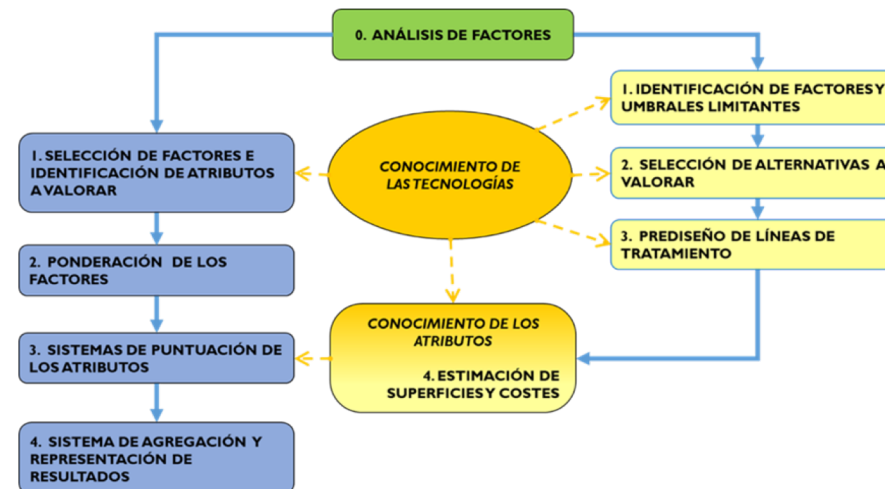 0. ANÁLISIS DE FACTORES
1. SELECCIÓN DE FACTORES E
IDENTIFICACIÓN DE ATRIBUTOS
A VALORAR
2. PONDERACIÓN DE LOS
FACTORES
3. SISTEMAS DE PUNTUACIÓN DE
LOS ATRIBUTOS
4. SISTEMA DE AGREGACIÓN Y
REPRESENTACIÓN DE
RESULTADOS
CONOCIMIENTO DE
LAS TECNOLOGÍAS
CONOCIMIENTO DE LOS
ATRIBUTOS
4. ESTIMACIÓN DE
SUPERFICIES Y COSTES
1. IDENTIFICACIÓN DE FACTORES Y
UMBRALES LIMITANTES
2. SELECCIÓN DE ALTERNATIVAS A
VALORAR
3. PREDISEÑO DE LÍNEAS DE
TRATAMIENTO